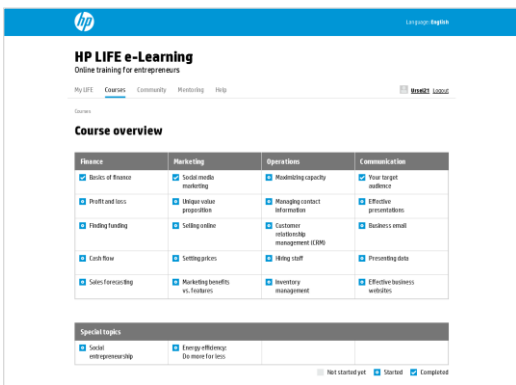 hp
Language: English
HP LIFE e-Learning
Online training for entrepreneurs
My LIFE Courses Community Mentoring Help
Logout
Courses
Course overview
Finance Marketing Operations Communication
Basics of finance Social media marketing Maximizing capacity Your target audience
Profit and loss Unique value proposition Managing contact information Effective presentations
Finding funding Selling online Customer relationship management (CRM) Business email
Cash flow Setting prices Hiring staff Presenting data
Sales forecasting Marketing benefits vs. features Inventory management Effective business websites
Special topics
Social entrepreneurship Energy efficiency: Do more for less
Not started yet Started Completed